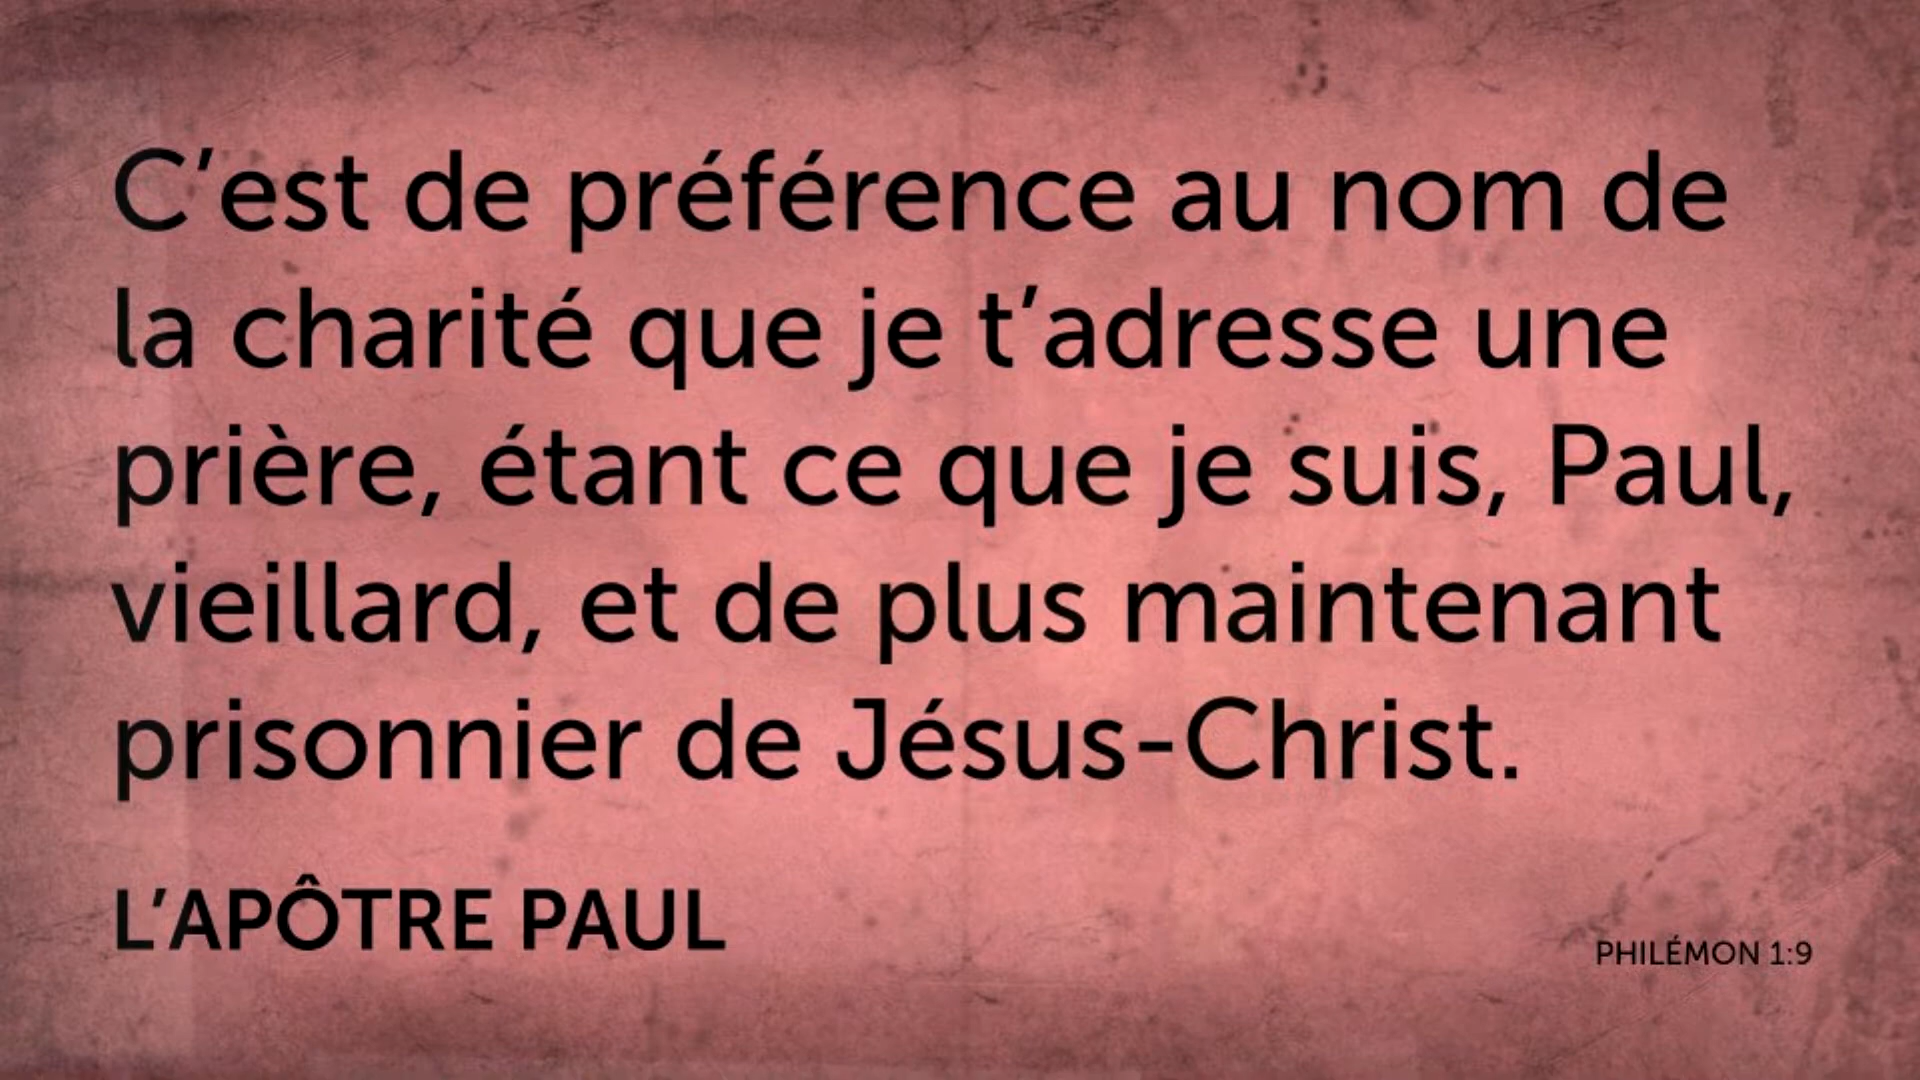 C’est de préférence au nom de
la charité que je t’adresse une
prière, étant ce que je suis, Paul,
vieillard, et de plus maintenant
prisonnier de Jésus-Christ.
L’APÔTRE PAUL
PHILÉMON 1:9